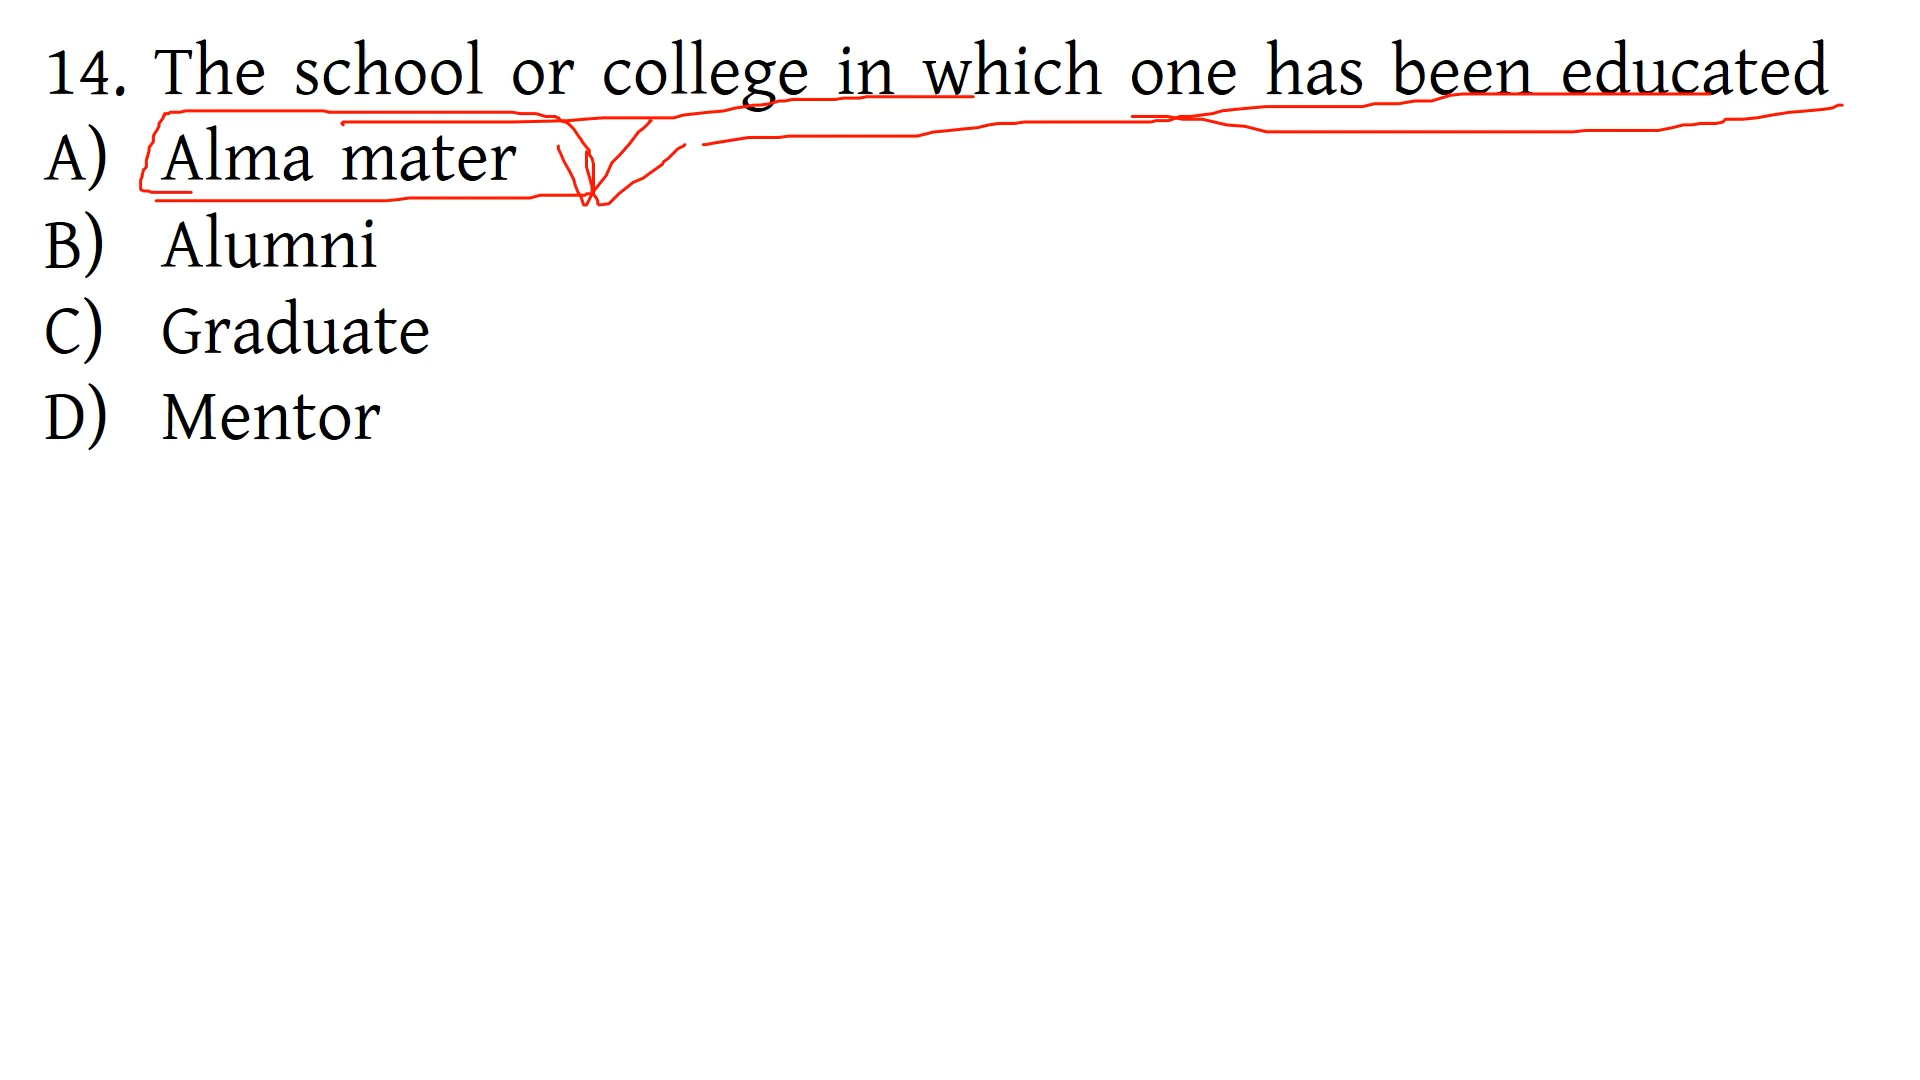 14. The school or college in which one has been educated
A) Alma mater
B) Alumni
C) Graduate
D) Mentor